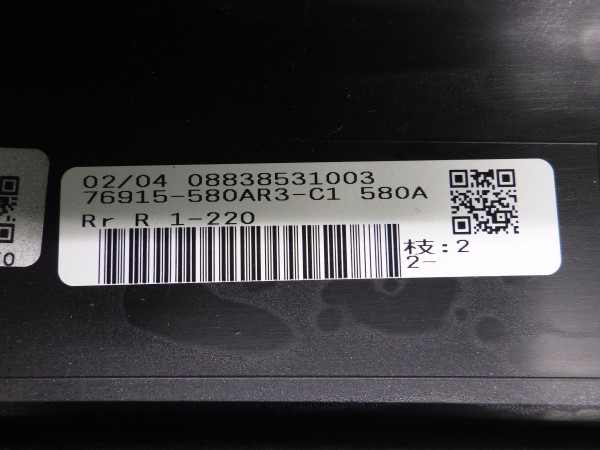 02/04 08838531003
76915-580AR3-C1 580A
Rr R 1-220
枝:2
2-